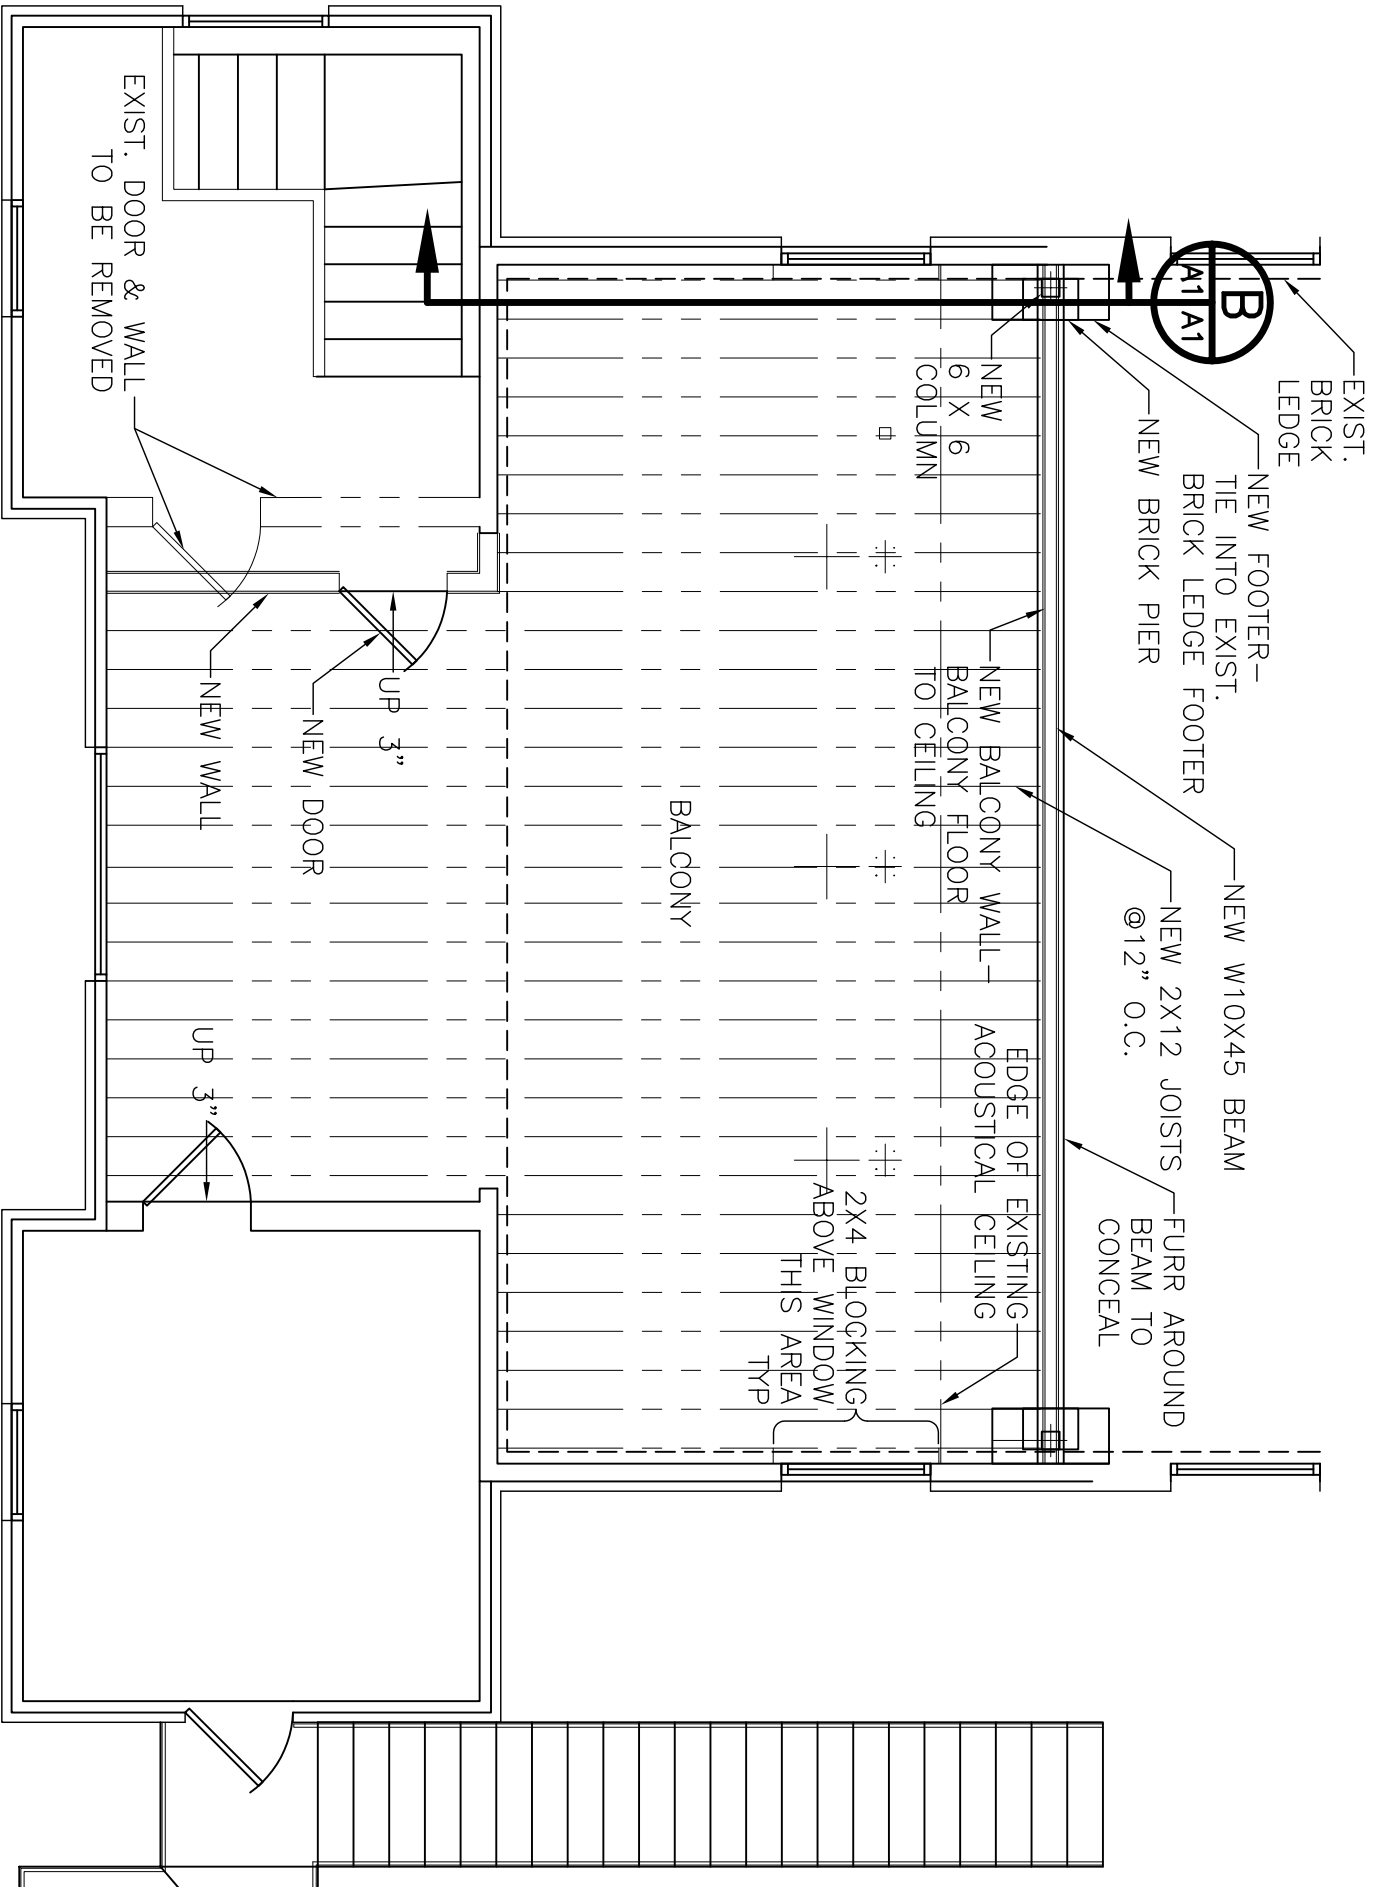 EXIST.
BRICK
LEDGE
NEW FOOTER-
TIE INTO EXIST.
BRICK LEDGE FOOTER
NEW BRICK PIER
B
A1 A1
NEW W10X45 BEAM
NEW 2X12 JOISTS
@12" O.C.
FURR AROUND
BEAM TO
CONCEAL
NEW
6 X 6
COLUMN
NEW BALCONY WALL-
BALCONY FLOOR
TO CEILING
EDGE OF EXISTING
ACOUSTICAL CEILING
2X4 BLOCKING
ABOVE WINDOW
THIS AREA
TYP
BALCONY
UP 3"
NEW DOOR
NEW WALL
UP 3"
EXIST. DOOR & WALL
TO BE REMOVED